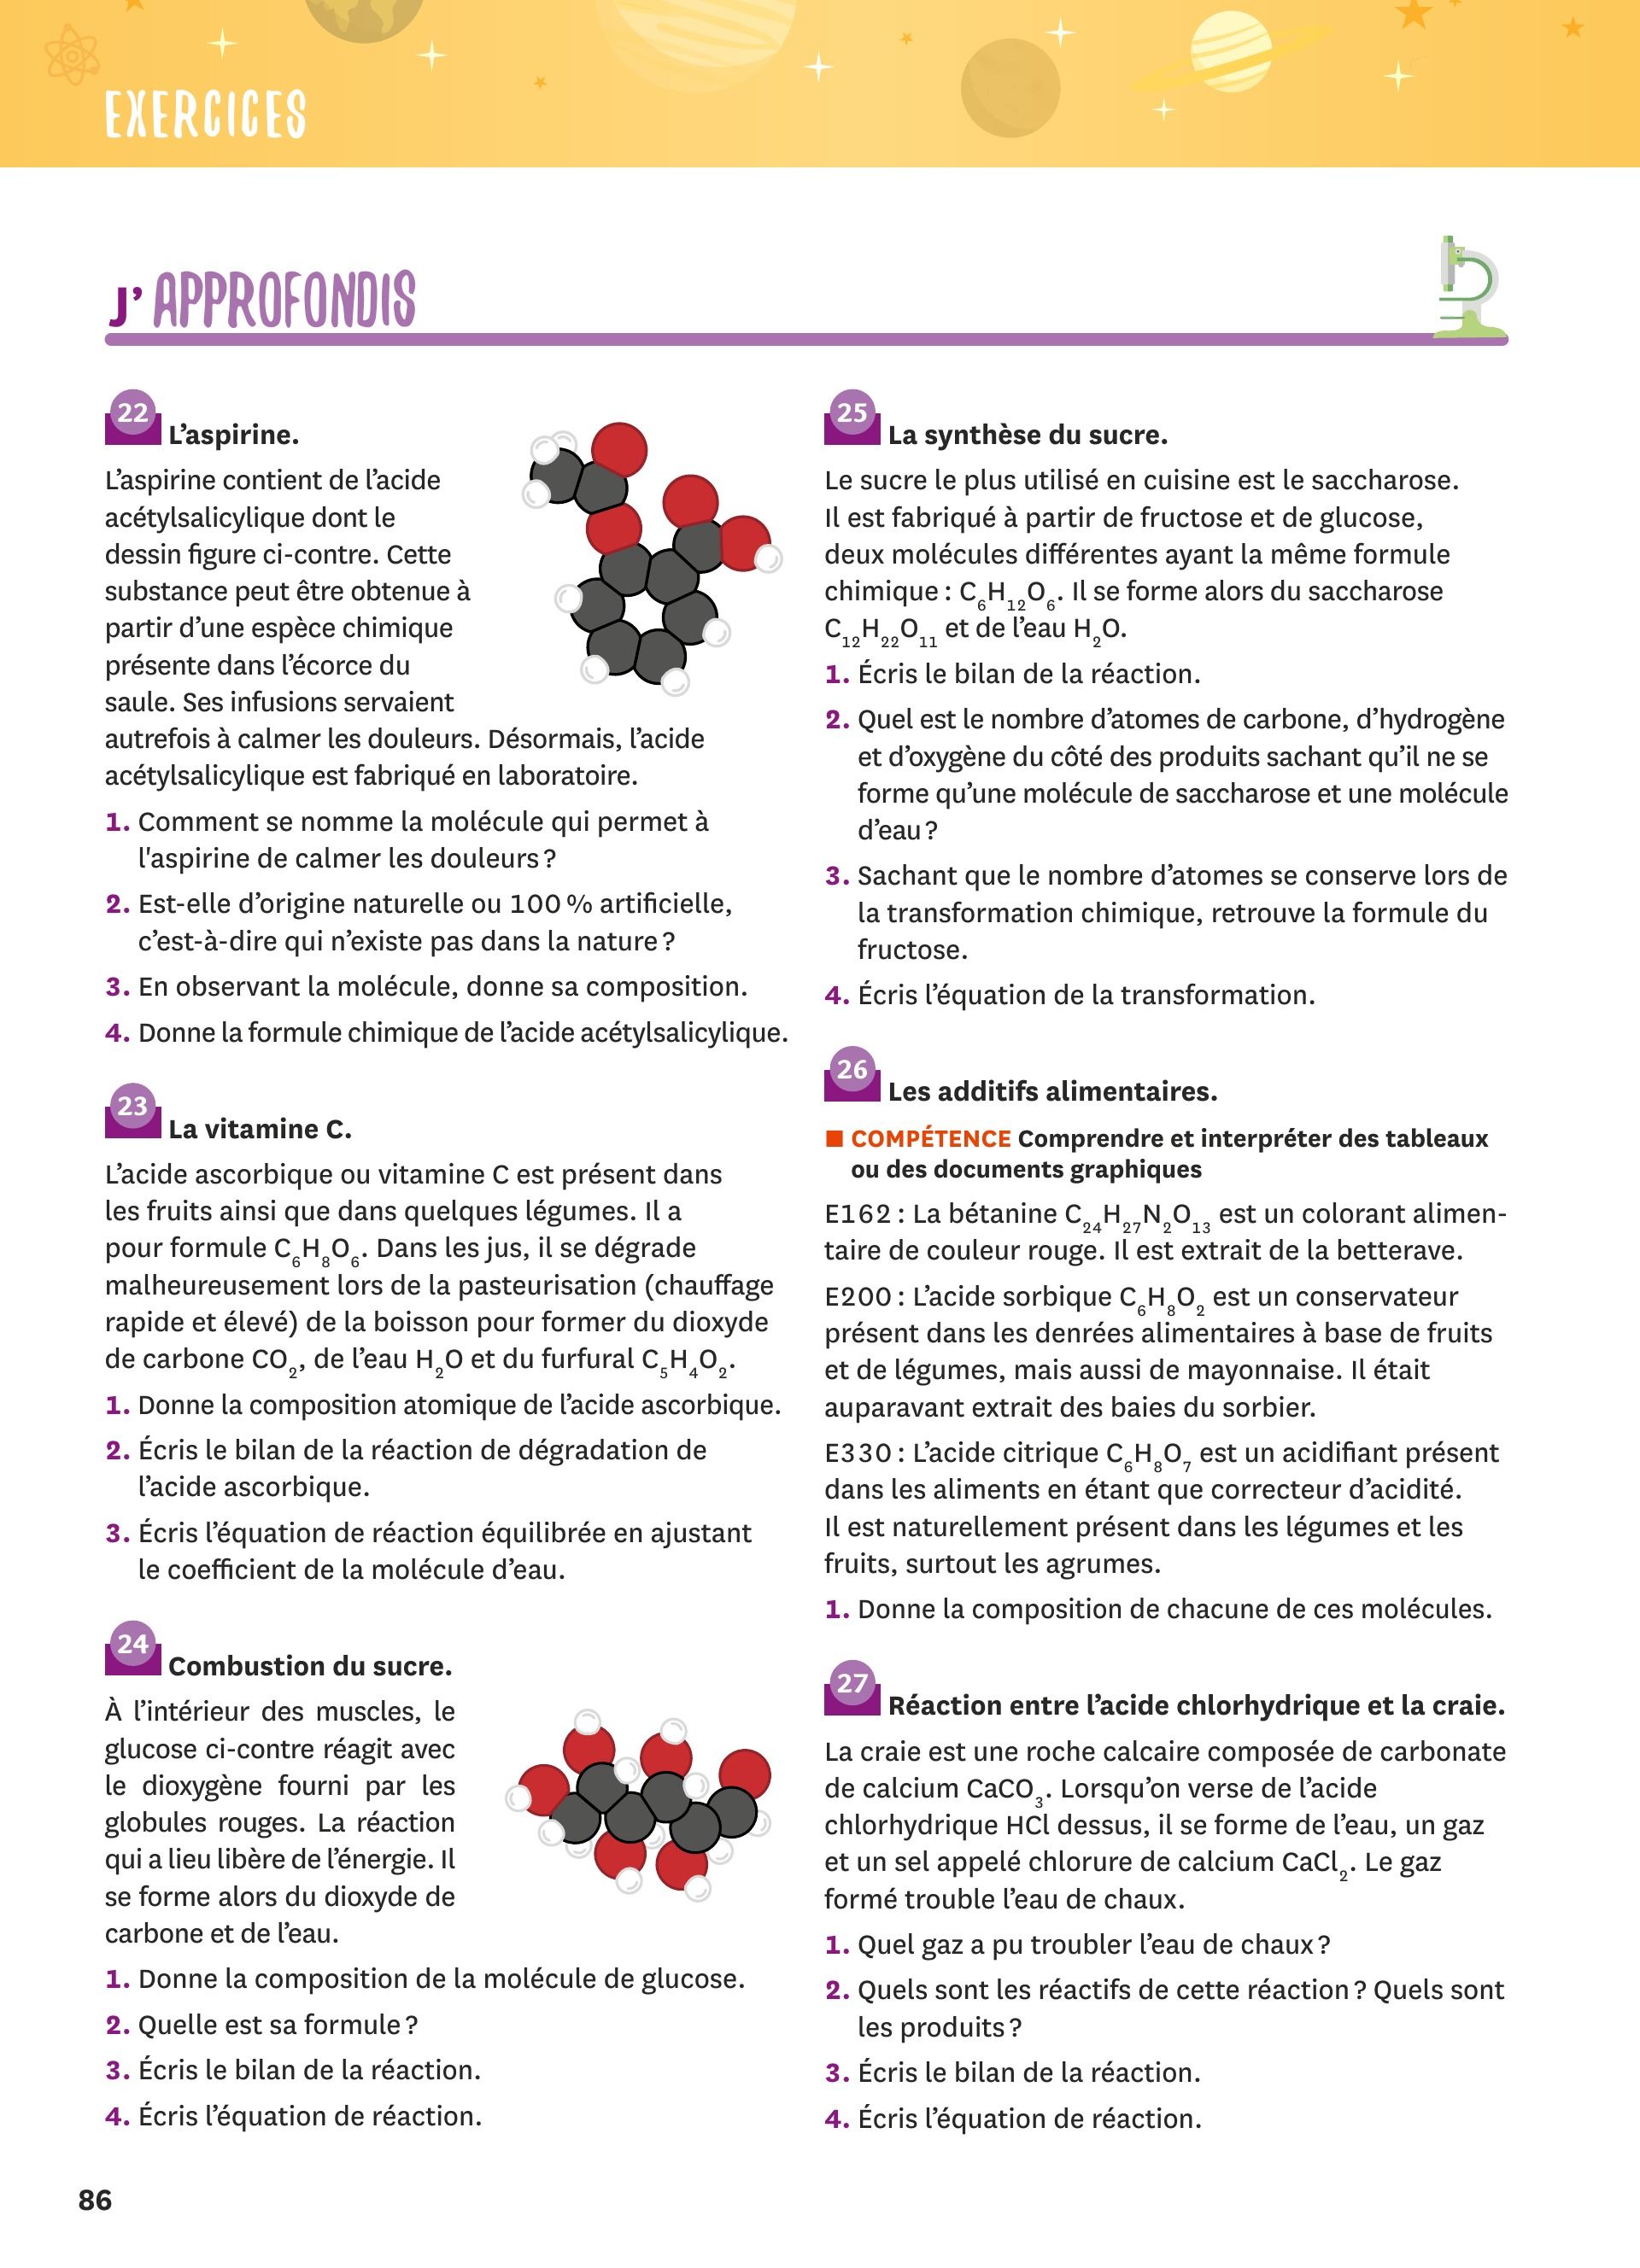 EXERCICES
J’ APPROFONDIS
22 L’aspirine.
L’aspirine contient de l’acide
acétylsalicylique dont le
dessin figure ci-contre. Cette
substance peut être obtenue à
partir d’une espèce chimique
présente dans l’écorce du
saule. Ses infusions servaient
autrefois à calmer les douleurs. Désormais, l’acide
acétylsalicylique est fabriqué en laboratoire.
1. Comment se nomme la molécule qui permet à
l'aspirine de calmer les douleurs ?
2. Est-elle d’origine naturelle ou 100 % artificielle,
c’est-à-dire qui n’existe pas dans la nature ?
3. En observant la molécule, donne sa composition.
4. Donne la formule chimique de l’acide acétylsalicylique.
23 La vitamine C.
L’acide ascorbique ou vitamine C est présent dans
les fruits ainsi que dans quelques légumes. Il a
pour formule C₆H₈O₆. Dans les jus, il se dégrade
malheureusement lors de la pasteurisation (chauffage
rapide et élevé) de la boisson pour former du dioxyde
de carbone CO₂, de l’eau H₂O et du furfural C₅H₄O₂.
1. Donne la composition atomique de l’acide ascorbique.
2. Écris le bilan de la réaction de dégradation de
l’acide ascorbique.
3. Écris l’équation de réaction équilibrée en ajustant
le coefficient de la molécule d’eau.
24 Combustion du sucre.
À l’intérieur des muscles, le
glucose ci-contre réagit avec
le dioxygène fourni par les
globules rouges. La réaction
qui a lieu libère de l’énergie. Il
se forme alors du dioxyde de
carbone et de l’eau.
1. Donne la composition de la molécule de glucose.
2. Quelle est sa formule ?
3. Écris le bilan de la réaction.
4. Écris l’équation de réaction.
25 La synthèse du sucre.
Le sucre le plus utilisé en cuisine est le saccharose.
Il est fabriqué à partir de fructose et de glucose,
deux molécules différentes ayant la même formule
chimique : C₆H₁₂O₆. Il se forme alors du saccharose
C₁₂H₂₂O₁₁ et de l’eau H₂O.
1. Écris le bilan de la réaction.
2. Quel est le nombre d’atomes de carbone, d’hydrogène
et d’oxygène du côté des produits sachant qu’il ne se
forme qu’une molécule de saccharose et une molécule
d’eau ?
3. Sachant que le nombre d’atomes se conserve lors de
la transformation chimique, retrouve la formule du
fructose.
4. Écris l’équation de la transformation.
26 Les additifs alimentaires.
■ COMPÉTENCE Comprendre et interpréter des tableaux
ou des documents graphiques
E162 : La bétanine C₂₄H₂₇N₂O₁₃ est un colorant alimen-
taire de couleur rouge. Il est extrait de la betterave.
E200 : L’acide sorbique C₆H₈O₂ est un conservateur
présent dans les denrées alimentaires à base de fruits
et de légumes, mais aussi de mayonnaise. Il était
auparavant extrait des baies du sorbier.
E330 : L’acide citrique C₆H₈O₇ est un acidifiant présent
dans les aliments en étant que correcteur d’acidité.
Il est naturellement présent dans les légumes et les
fruits, surtout les agrumes.
1. Donne la composition de chacune de ces molécules.
27 Réaction entre l’acide chlorhydrique et la craie.
La craie est une roche calcaire composée de carbonate
de calcium CaCO₃. Lorsqu’on verse de l’acide
chlorhydrique HCl dessus, il se forme de l’eau, un gaz
et un sel appelé chlorure de calcium CaCl₂. Le gaz
formé trouble l’eau de chaux.
1. Quel gaz a pu troubler l’eau de chaux ?
2. Quels sont les réactifs de cette réaction ? Quels sont
les produits ?
3. Écris le bilan de la réaction.
4. Écris l’équation de réaction.
86